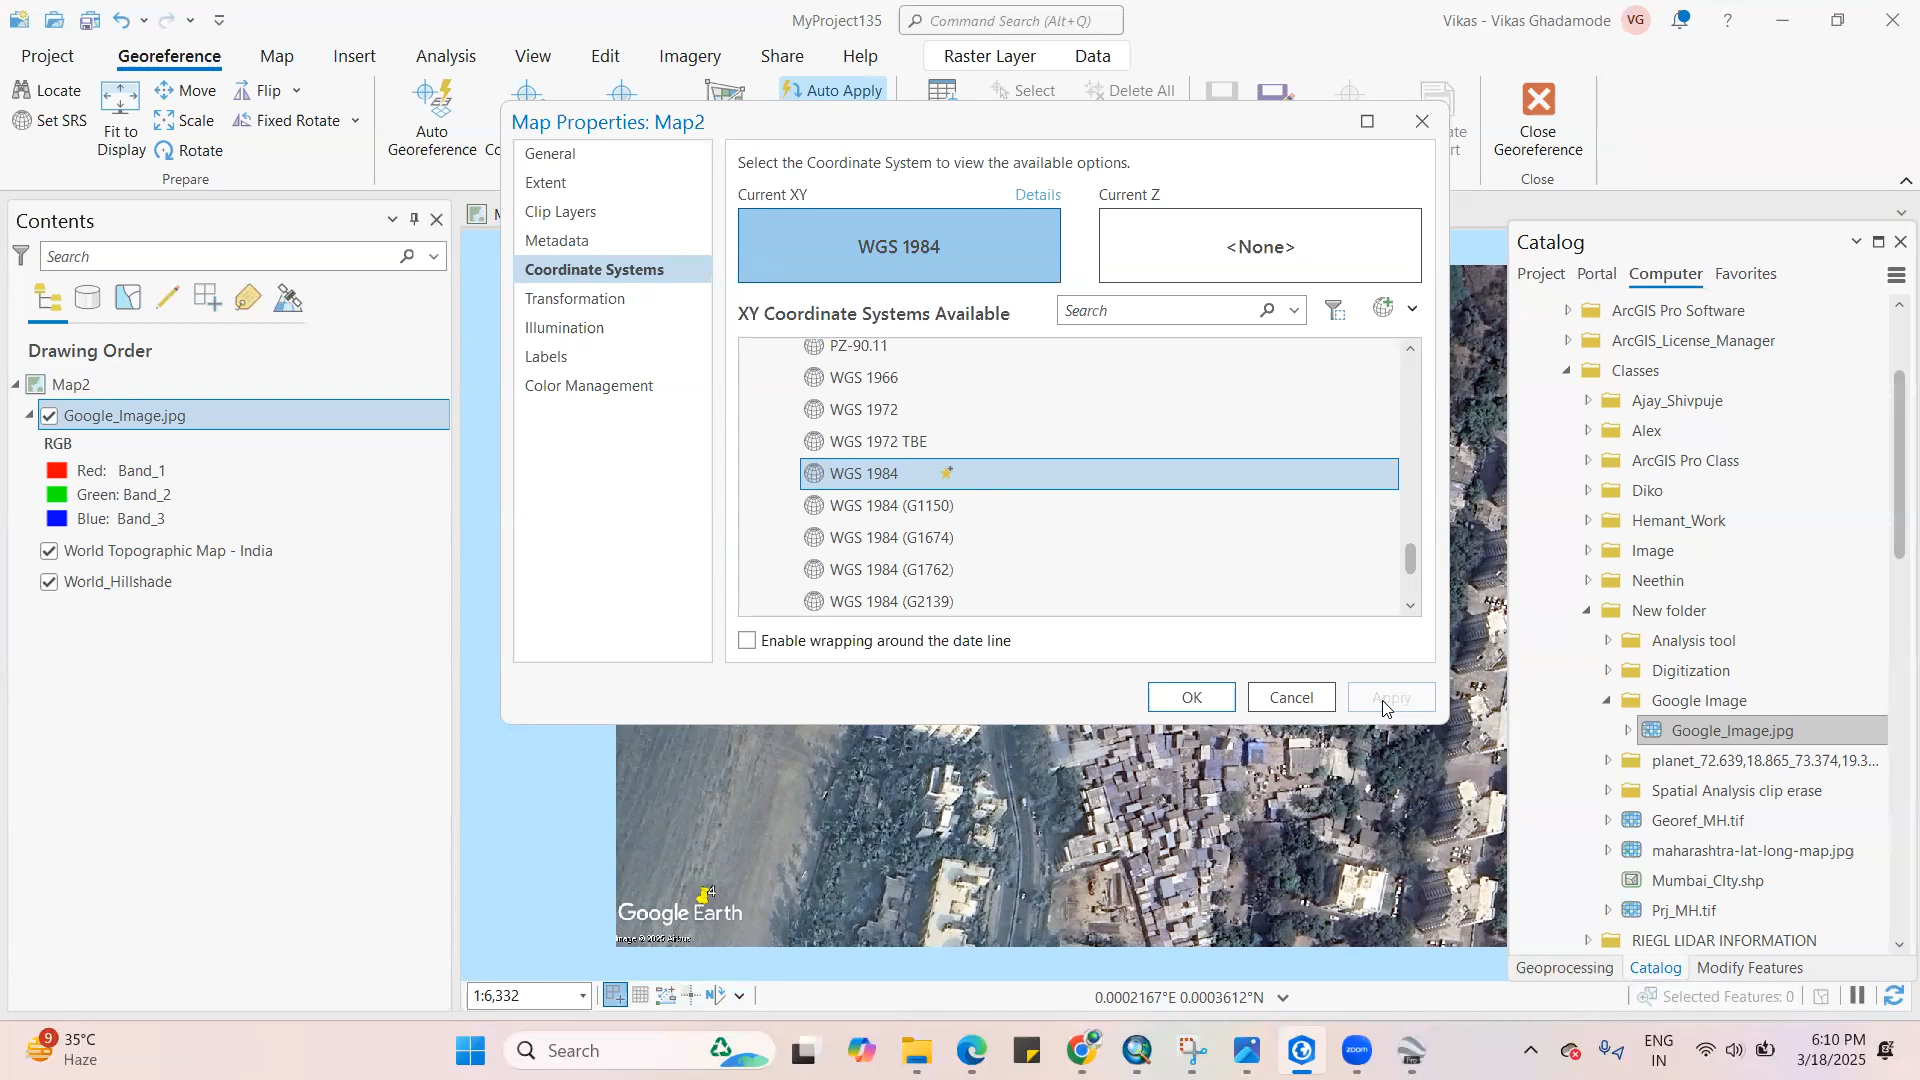 MyProject135
Command Search (Alt+Q)
Vikas - Vikas Ghadamode
VG
?
Project
Georeference
Map
Insert
Analysis
View
Edit
Imagery
Share
Help
Raster Layer
Data
Locate
Move
Flip
Auto Apply
Select
Delete All
Set SRS
Fit to
Display
Scale
Fixed Rotate
Auto
Georeference
Rotate
Close
Georeference
Prepare
Close
Map Properties: Map2
General
Extent
Clip Layers
Metadata
Coordinate Systems
Transformation
Illumination
Labels
Color Management
Select the Coordinate System to view the available options.
Current XY
Details
Current Z
WGS 1984
<None>
XY Coordinate Systems Available
Search
PZ-90.11
WGS 1966
WGS 1972
WGS 1972 TBE
WGS 1984
WGS 1984 (G1150)
WGS 1984 (G1674)
WGS 1984 (G1762)
WGS 1984 (G2139)
Enable wrapping around the date line
OK
Cancel
Apply
Contents
Search
Drawing Order
Map2
Google_Image.jpg
RGB
Red: Band_1
Green: Band_2
Blue: Band_3
World Topographic Map - India
World_Hillshade
4
Google Earth
Image © 2025 Airbus
Catalog
Project
Portal
Computer
Favorites
ArcGIS Pro Software
ArcGIS_License_Manager
Classes
Ajay_Shivpuje
Alex
ArcGIS Pro Class
Diko
Hemant_Work
Image
Neethin
New folder
Analysis tool
Digitization
Google Image
Google_Image.jpg
planet_72.639,18.865_73.374,19.3...
Spatial Analysis clip erase
Georef_MH.tif
maharashtra-lat-long-map.jpg
Mumbai_CIty.shp
Prj_MH.tif
RIEGL LIDAR INFORMATION
Geoprocessing
Catalog
Modify Features
1:6,332
0.0002167°E 0.0003612°N
Selected Features: 0
9
35°C
Haze
Search
zoom
ENG
IN
6:10 PM
3/18/2025